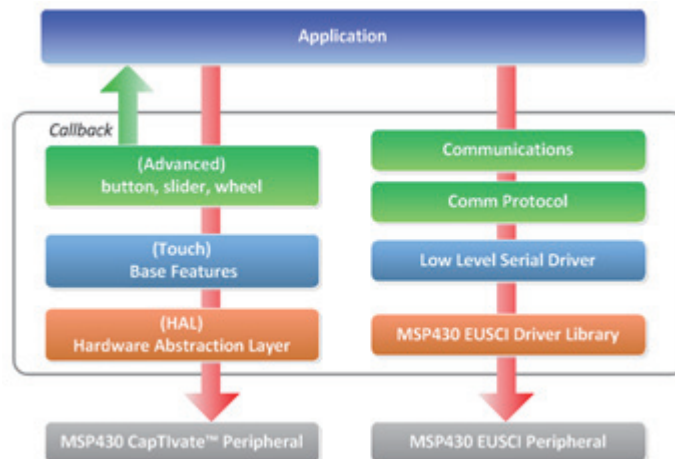 Application
Callback
(Advanced)
button, slider, wheel
(Touch)
Base Features
(HAL)
Hardware Abstraction Layer
MSP430 CapTIvate™ Peripheral
Communications
Comm Protocol
Low Level Serial Driver
MSP430 EUSCI Driver Library
MSP430 EUSCI Peripheral